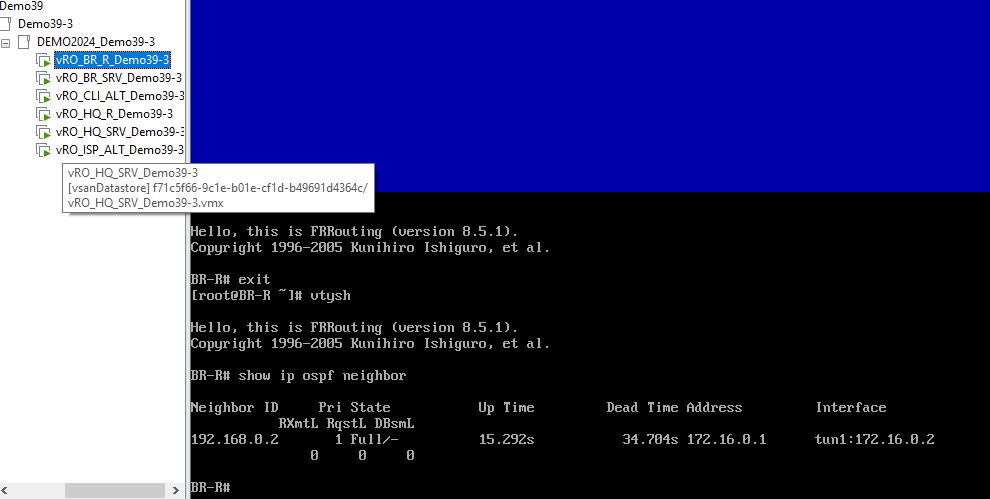 Demo39
Demo39-3
DEMO2024_Demo39-3
vRO_BR_R_Demo39-3
vRO_BR_SRV_Demo39-3
vRO_CLI_ALT_Demo39-3
vRO_HQ_R_Demo39-3
vRO_HQ_SRV_Demo39-3
vRO_ISP_ALT_Demo39-3
vRO_HQ_SRV_Demo39-3
[vsanDatastore] f71c5f66-9c1e-b01e-cf1d-b49691d4364c/
vRO_HQ_SRV_Demo39-3.vmx
Hello, this is FRRouting (version 8.5.1).
Copyright 1996-2005 Kunihiro Ishiguro, et al.
BR-R# exit
[root@BR-R ~]# vtysh
Hello, this is FRRouting (version 8.5.1).
Copyright 1996-2005 Kunihiro Ishiguro, et al.
BR-R# show ip ospf neighbor
Neighbor ID     Pri State           Up Time         Dead Time Address         Interface
RXmtL RqstL DBsmL
192.168.0.2       1 Full/-          15.292s           34.704s 172.16.0.1      tun1:172.16.0.2
0     0     0
BR-R#